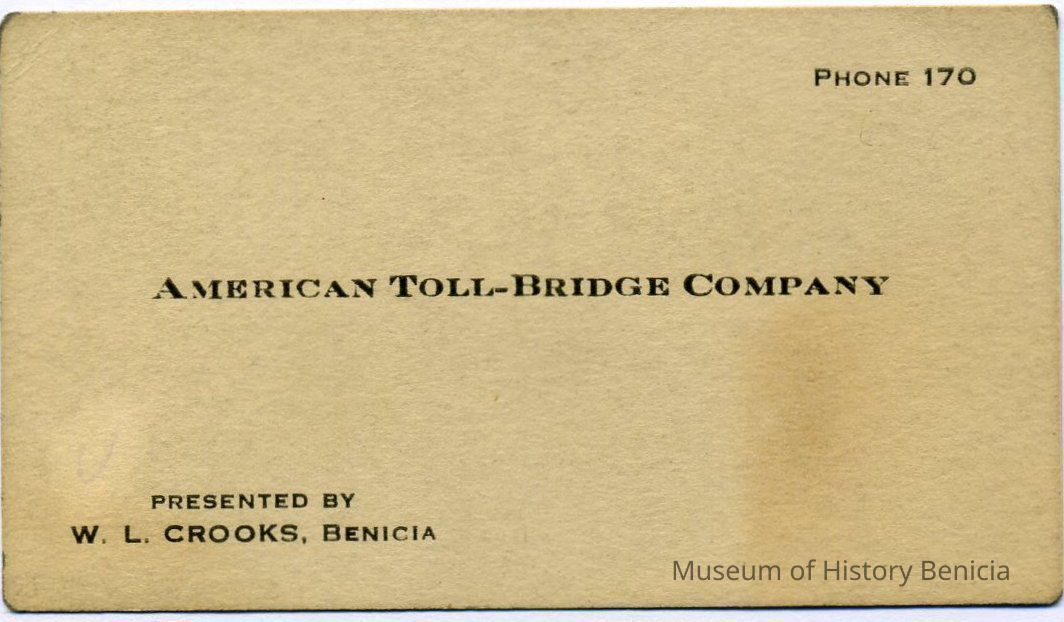 PHONE 170
AMERICAN TOLL-BRIDGE COMPANY
PRESENTED BY
W. L. CROOKS, BENICIA
Museum of History Benicia